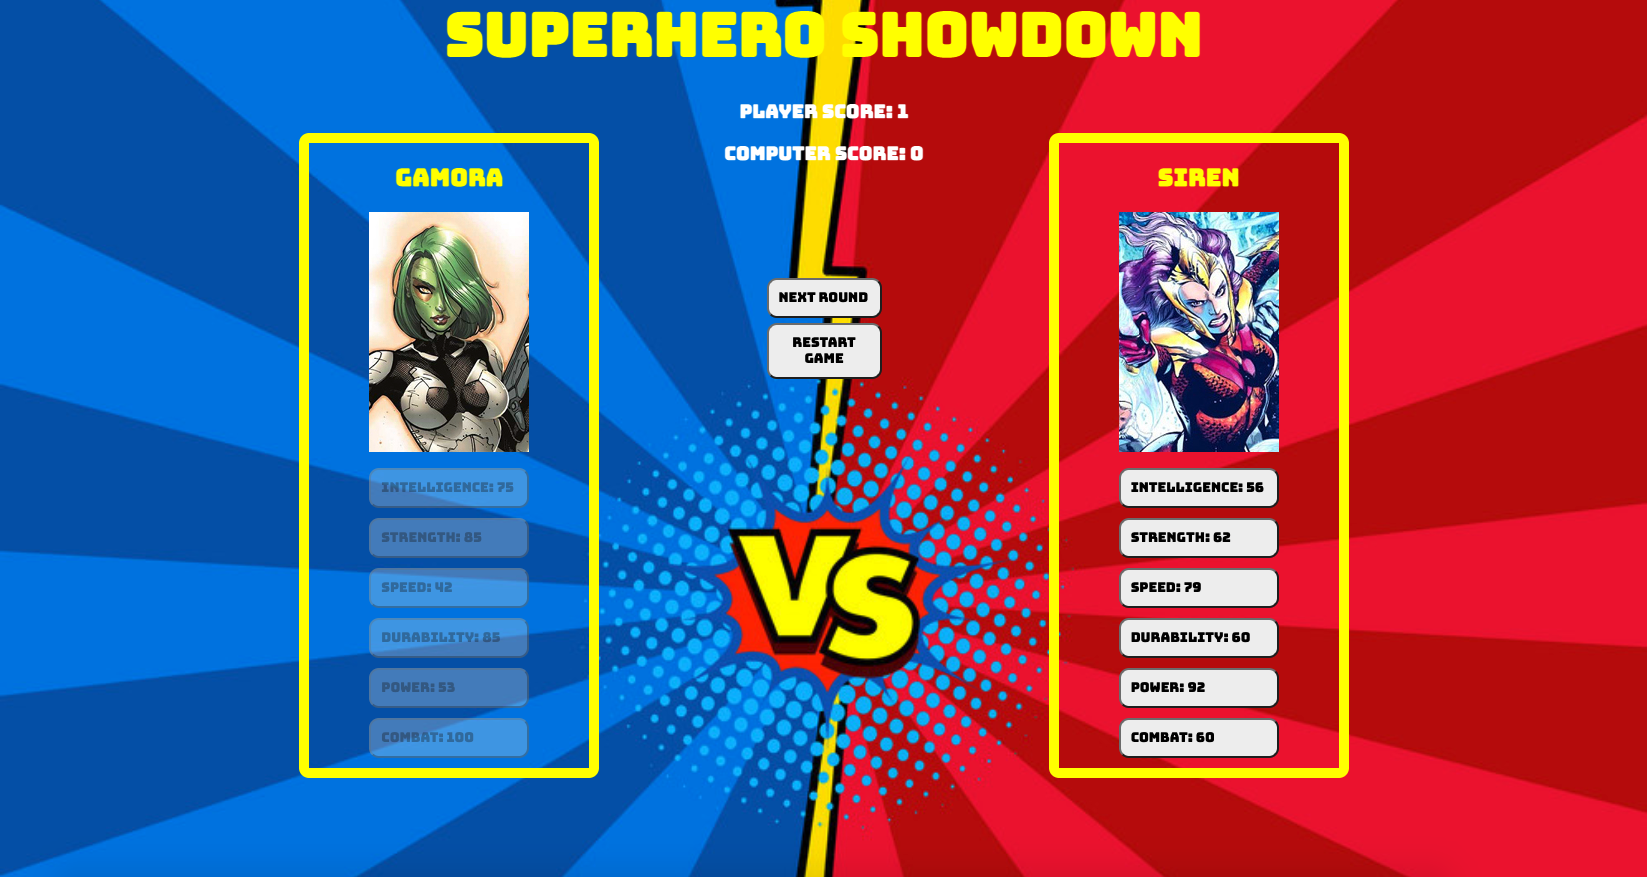 SUPERHERO SHOWDOWN
PLAYER SCORE: 1
COMPUTER SCORE: 0
GAMORA
INTELLIGENCE: 75
STRENGTH: 85
SPEED: 42
DURABILITY: 85
POWER: 53
COMBAT: 100
NEXT ROUND
RESTART
GAME
VS
SIREN
INTELLIGENCE: 56
STRENGTH: 62
SPEED: 79
DURABILITY: 60
POWER: 92
COMBAT: 60